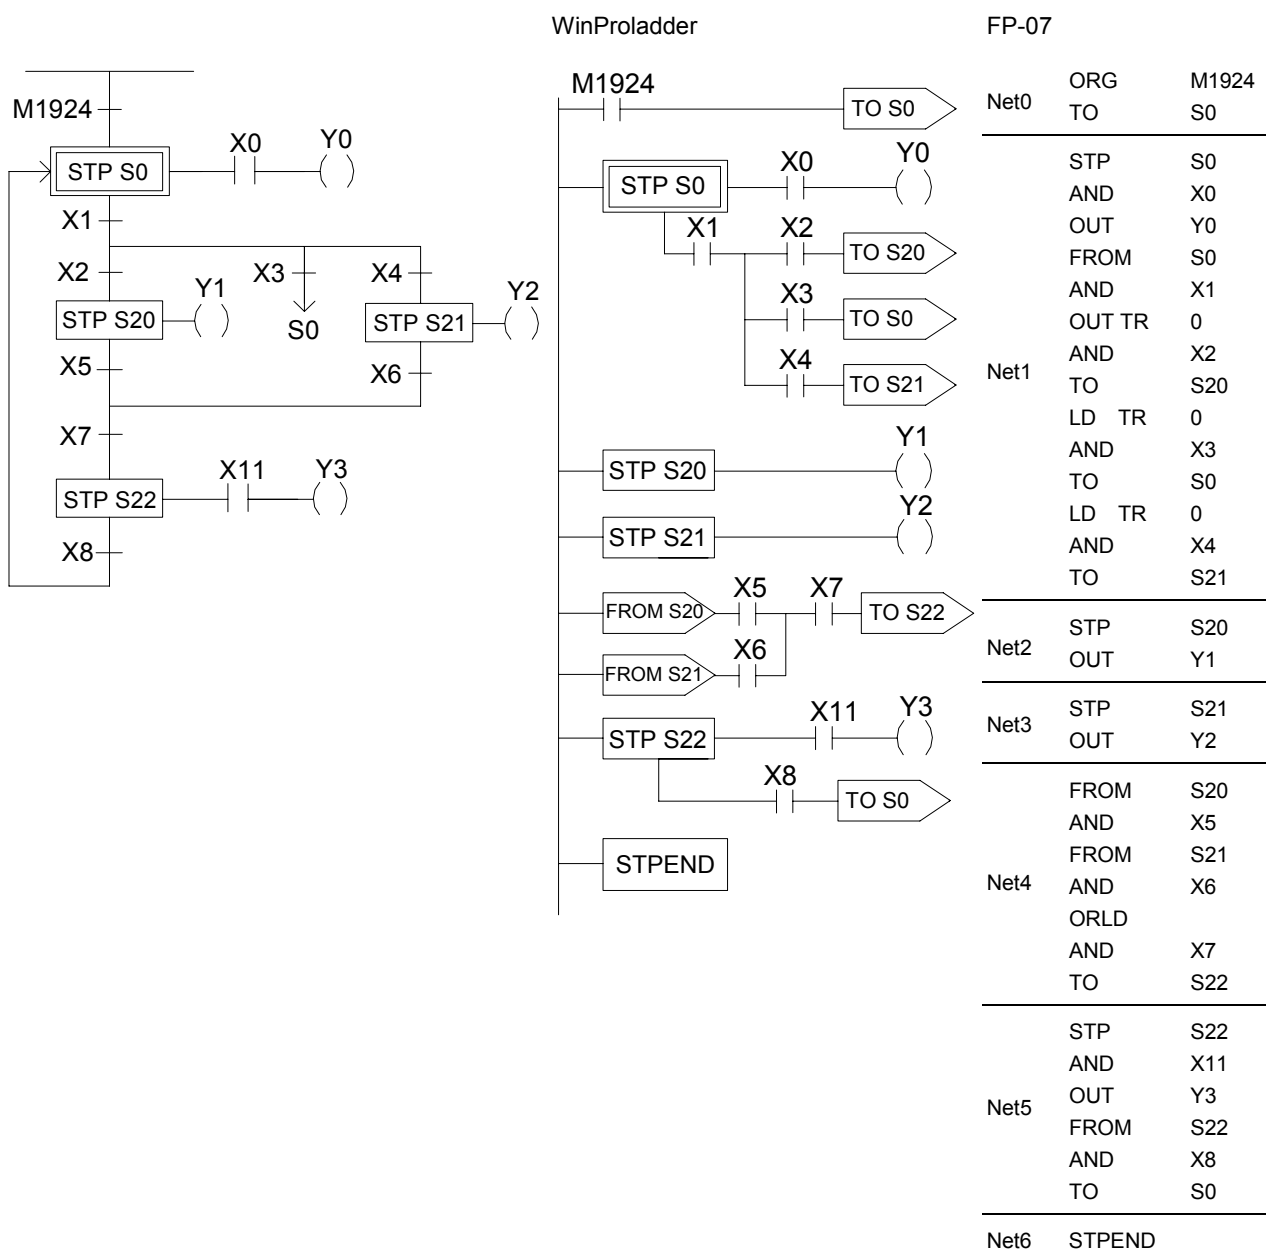 WinProladder
FP-07
M1924
STP S0
X0
Y0
X1
X2
X3
X4
Y1
Y2
STP S20
S0
STP S21
X5
X6
X7
X11
Y3
STP S22
X8
M1924
TO S0
STP S0
X0
Y0
X1
X2
TO S20
X3
TO S0
X4
TO S21
STP S20
Y1
STP S21
Y2
FROM S20
X5
X7
TO S22
FROM S21
X6
STP S22
X11
Y3
X8
TO S0
STPEND
Net0
ORG M1924
TO S0
Net1
STP S0
AND X0
OUT Y0
FROM S0
AND X1
OUT TR 0
AND X2
TO S20
LD TR 0
AND X3
TO S0
LD TR 0
AND X4
TO S21
Net2
STP S20
OUT Y1
Net3
STP S21
OUT Y2
Net4
FROM S20
AND X5
FROM S21
AND X6
ORLD
AND X7
TO S22
Net5
STP S22
AND X11
OUT Y3
FROM S22
AND X8
TO S0
Net6 STPEND